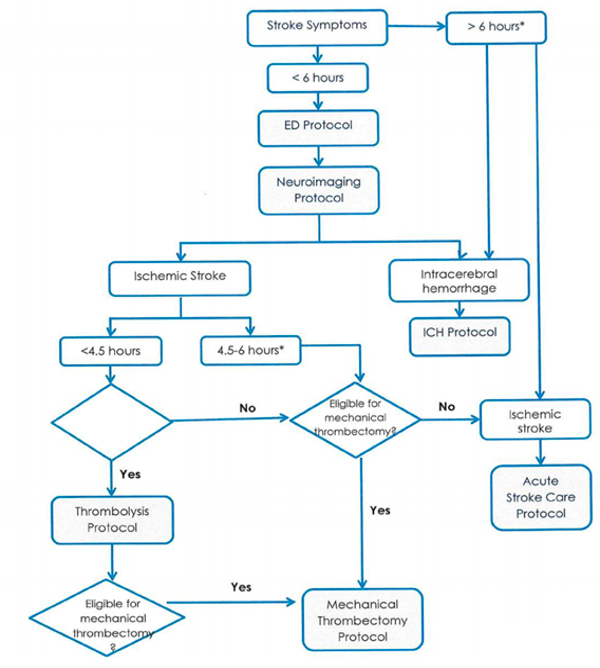 Stroke Symptoms
> 6 hours*
< 6 hours
ED Protocol
Neuroimaging
Protocol
Ischemic Stroke
Intracerebral
hemorrhage
ICH Protocol
<4.5 hours
4.5-6 hours*
Eligible for
mechanical
thrombectomy?
No
No
Ischemic
stroke
Yes
Yes
Acute
Stroke Care
Protocol
Thrombolysis
Protocol
Eligible for
mechanical
thrombectomy
?
Yes
Mechanical
Thrombectomy
Protocol